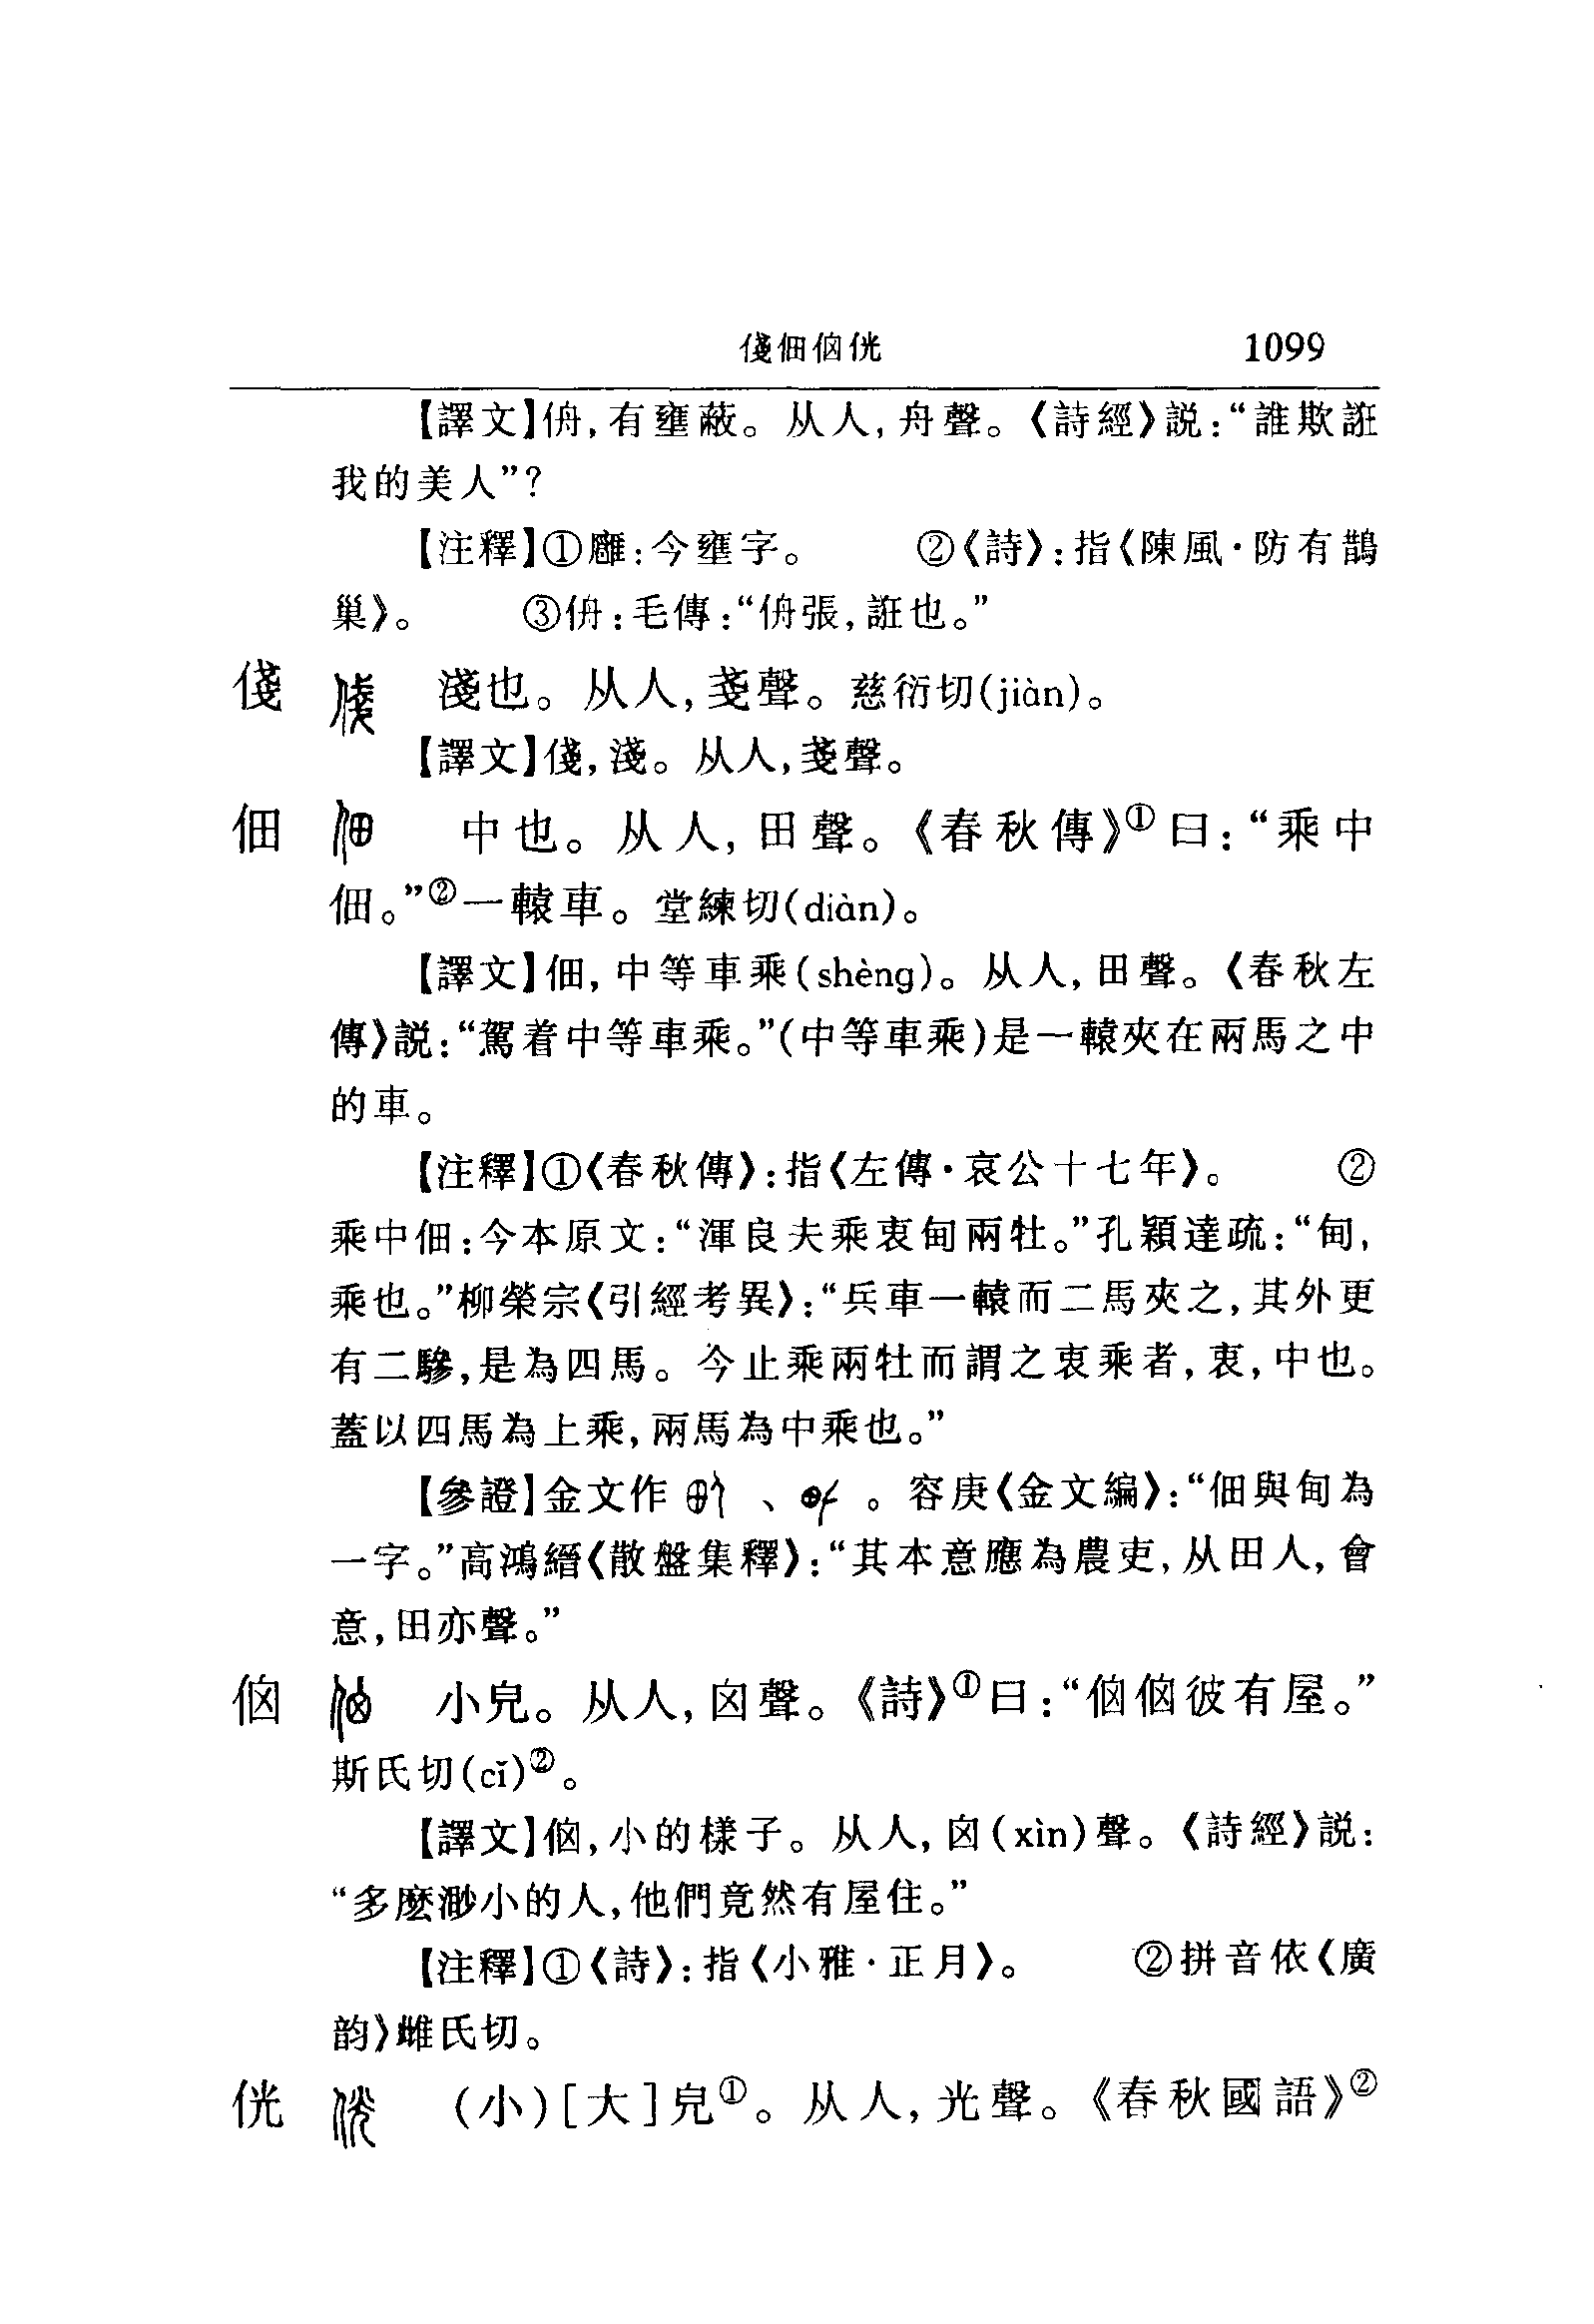 俴佃㑄侊 1099
【譯文】侜,有壅蔽。从人,舟聲。《詩經》説:“誰欺誑
我的美人”?
【注釋】①廱:今壅字。 ②《詩》:指《陳風·防有鵲
巢》。 ③侜:毛傳:“侜張,誑也。”
俴 淺也。从人,戔聲。慈衍切(jiàn)。
【譯文】俴,淺。从人,戔聲。
佃 中也。从人,田聲。《春秋傳》①曰:“乘中
佃。”②一轅車。堂練切(diàn)。
【譯文】佃,中等車乘(shèng)。从人,田聲。《春秋左
傳》説:“駕着中等車乘。”(中等車乘)是一轅夾在兩馬之中
的車。
【注釋】①《春秋傳》:指《左傳·哀公十七年》。 ②
乘中佃:今本原文:“渾良夫乘衷甸兩牡。”孔穎達疏:“甸,
乘也。”柳榮宗《引經考異》:“兵車一轅而二馬夾之,其外更
有二驂,是為四馬。今止乘兩牡而謂之衷乘者,衷,中也。
蓋以四馬為上乘,兩馬為中乘也。”
【參證】金文作 、 。容庚《金文編》:“佃與甸為
一字。”高鴻縉《散盤集釋》:“其本意應為農吏,从田人,會
意,田亦聲。”
㑄 小皃。从人,囟聲。《詩》①曰:“㑄㑄彼有屋。”
斯氏切(cǐ)②。
【譯文】㑄,小的樣子。从人,囟(xìn)聲。《詩經》説:
“多麽渺小的人,他們竟然有屋住。”
【注釋】①《詩》:指《小雅·正月》。 ②拼音依《廣
韵》雌氏切。
侊 (小)[大]皃①。从人,光聲。《春秋國語》②